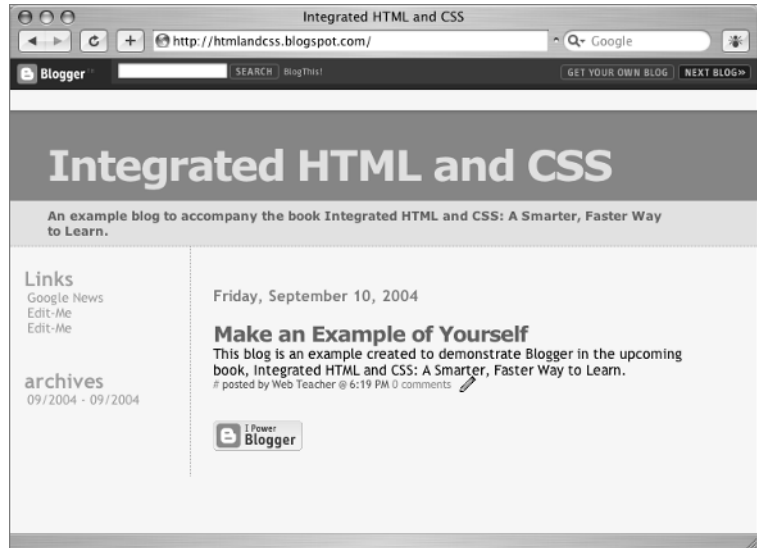 Integrated HTML and CSS
http://htmlandcss.blogspot.com/
Google
Blogger™ SEARCH BlogThis! GET YOUR OWN BLOG NEXT BLOG»
Integrated HTML and CSS
An example blog to accompany the book Integrated HTML and CSS: A Smarter, Faster Way
to Learn.
Links
Google News
Edit-Me
Edit-Me
archives
09/2004 - 09/2004
Friday, September 10, 2004
Make an Example of Yourself
This blog is an example created to demonstrate Blogger in the upcoming
book, Integrated HTML and CSS: A Smarter, Faster Way to Learn.
# posted by Web Teacher @ 6:19 PM 0 comments
I Power
Blogger